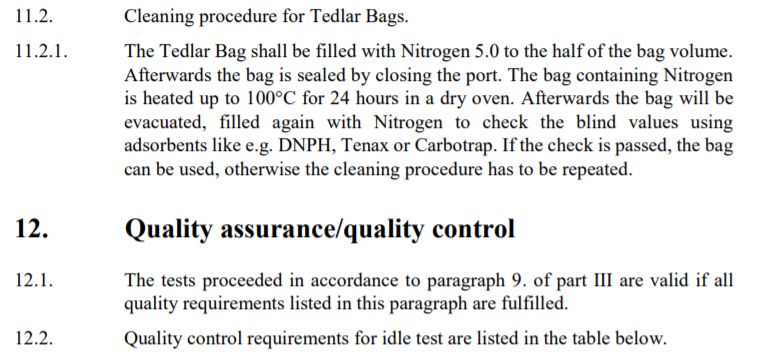 11.2. Cleaning procedure for Tedlar Bags.
11.2.1. The Tedlar Bag shall be filled with Nitrogen 5.0 to the half of the bag volume.
Afterwards the bag is sealed by closing the port. The bag containing Nitrogen
is heated up to 100°C for 24 hours in a dry oven. Afterwards the bag will be
evacuated, filled again with Nitrogen to check the blind values using
adsorbents like e.g. DNPH, Tenax or Carbotrap. If the check is passed, the bag
can be used, otherwise the cleaning procedure has to be repeated.
12. Quality assurance/quality control
12.1. The tests proceeded in accordance to paragraph 9. of part III are valid if all
quality requirements listed in this paragraph are fulfilled.
12.2. Quality control requirements for idle test are listed in the table below.